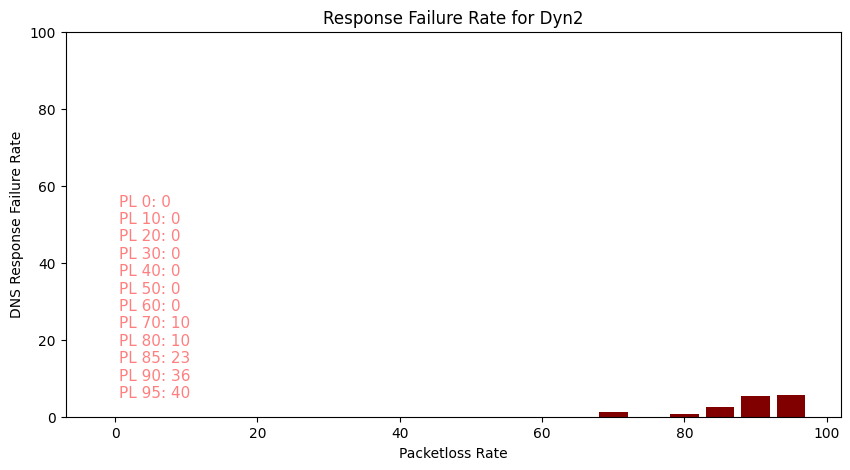 Response Failure Rate for Dyn2
100
80
60
40
20
0
DNS Response Failure Rate
PL 0: 0
PL 10: 0
PL 20: 0
PL 30: 0
PL 40: 0
PL 50: 0
PL 60: 0
PL 70: 10
PL 80: 10
PL 85: 23
PL 90: 36
PL 95: 40
0 20 40 60 80 100
Packetloss Rate